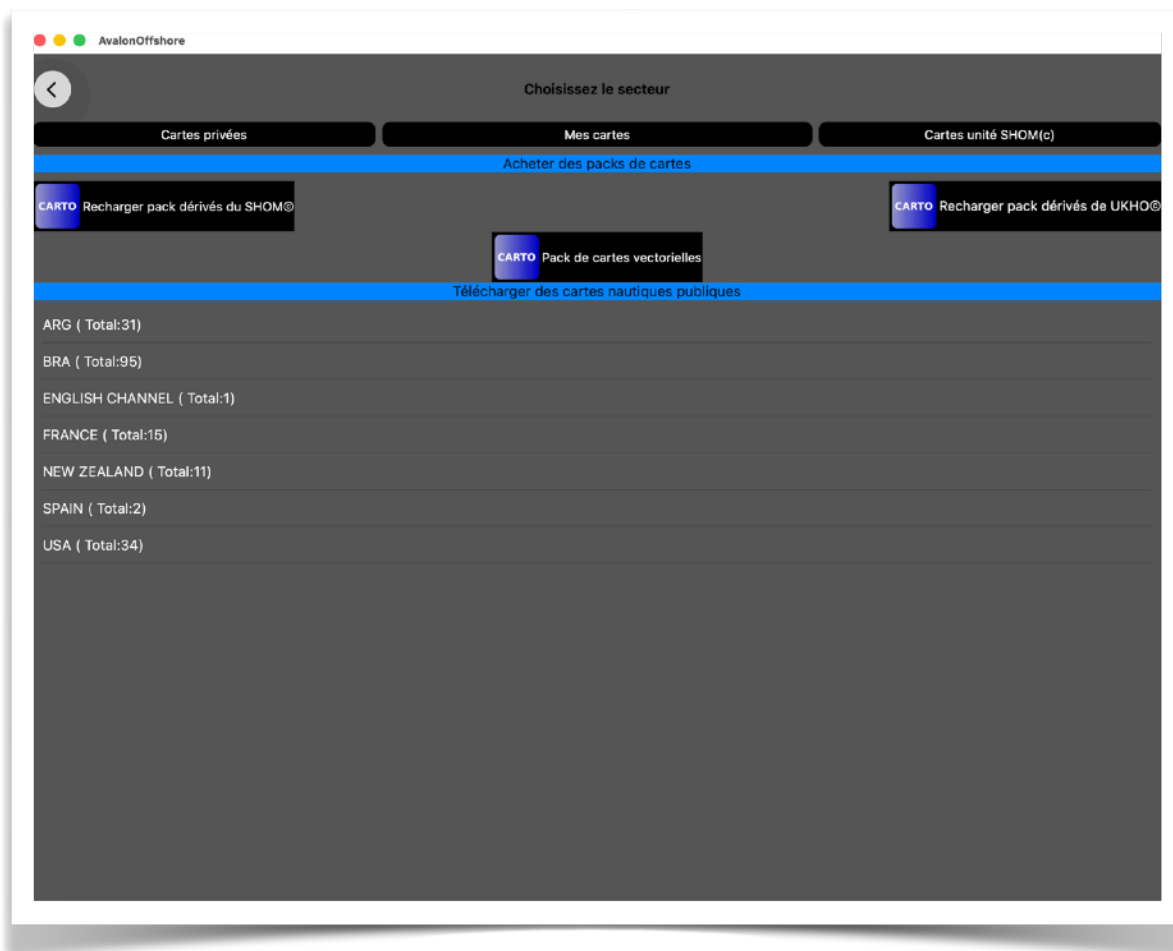 AvalonOffshore
Choisissez le secteur
Cartes privées
Mes cartes
Cartes unité SHOM(c)
Acheter des packs de cartes
CARTO Recharger pack dérivés du SHOM©
CARTO Recharger pack dérivés de UKHO©
CARTO Pack de cartes vectorielles
Télécharger des cartes nautiques publiques
ARG ( Total:31)
BRA ( Total:95)
ENGLISH CHANNEL ( Total:1)
FRANCE ( Total:15)
NEW ZEALAND ( Total:11)
SPAIN ( Total:2)
USA ( Total:34)